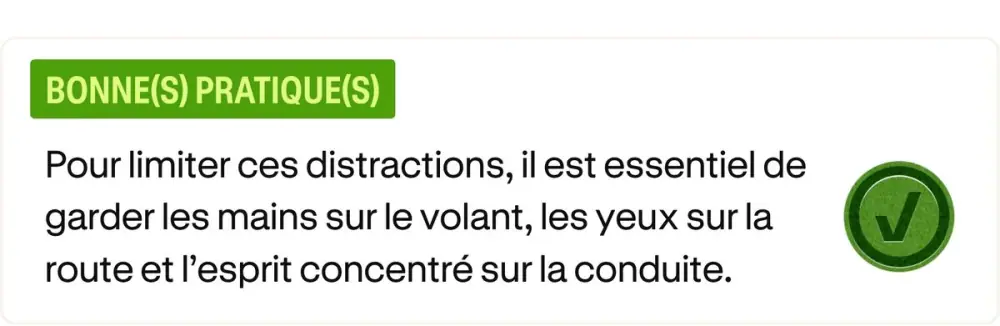 BONNE(S) PRATIQUE(S)
Pour limiter ces distractions, il est essentiel de
garder les mains sur le volant, les yeux sur la
route et l’esprit concentré sur la conduite.